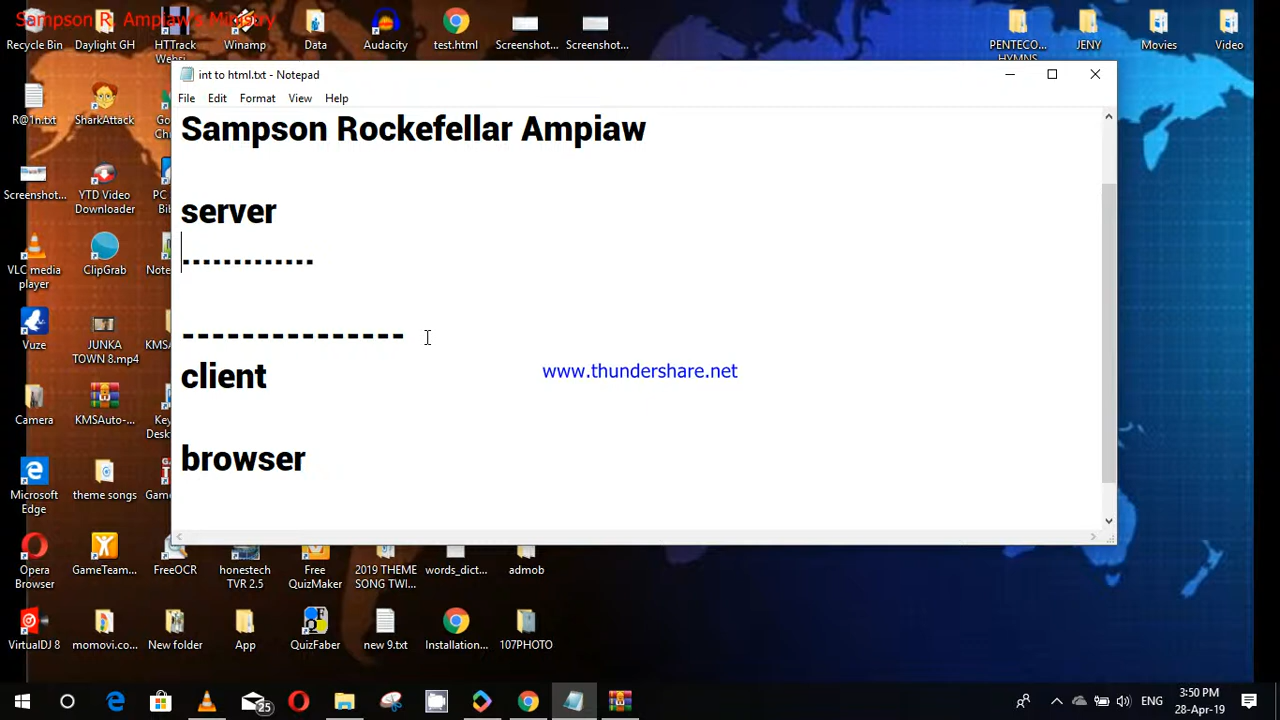 Sampson R. Ampiaw's Ministry
Recycle Bin
Daylight GH
HTTrack
Winamp
Data
Audacity
test.html
Screenshot...
Screenshot...
PENTECO...
HYMNS
JENY
Movies
Video
int to html.txt - Notepad
File Edit Format View Help
Sampson Rockefellar Ampiaw
server
.............
---------------
client
www.thundershare.net
browser
R@1n.txt
SharkAttack
Screenshot...
YTD Video
Downloader
VLC media
player
ClipGrab
Vuze
JUNKA
TOWN 8.mp4
Camera
KMSAuto-...
Microsoft
Edge
theme songs
Opera
Browser
GameTeam...
FreeOCR
honestech
TVR 2.5
Free
QuizMaker
2019 THEME
SONG TWI...
words_dict...
admob
VirtualDJ 8
momovi.co...
New folder
App
QuizFaber
new 9.txt
Installation...
107PHOTO
25
ENG
3:50 PM
28-Apr-19